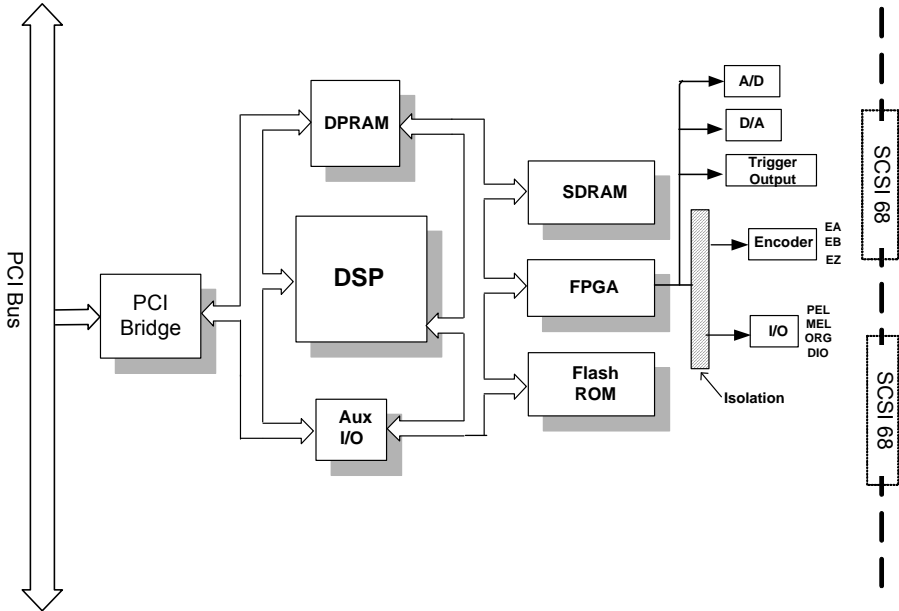 PCI Bus
PCI
Bridge
DPRAM
DSP
Aux
I/O
SDRAM
FPGA
Flash
ROM
A/D
D/A
Trigger
Output
Encoder
EA
EB
EZ
I/O
PEL
MEL
ORG
DIO
Isolation
SCSI 68
SCSI 68